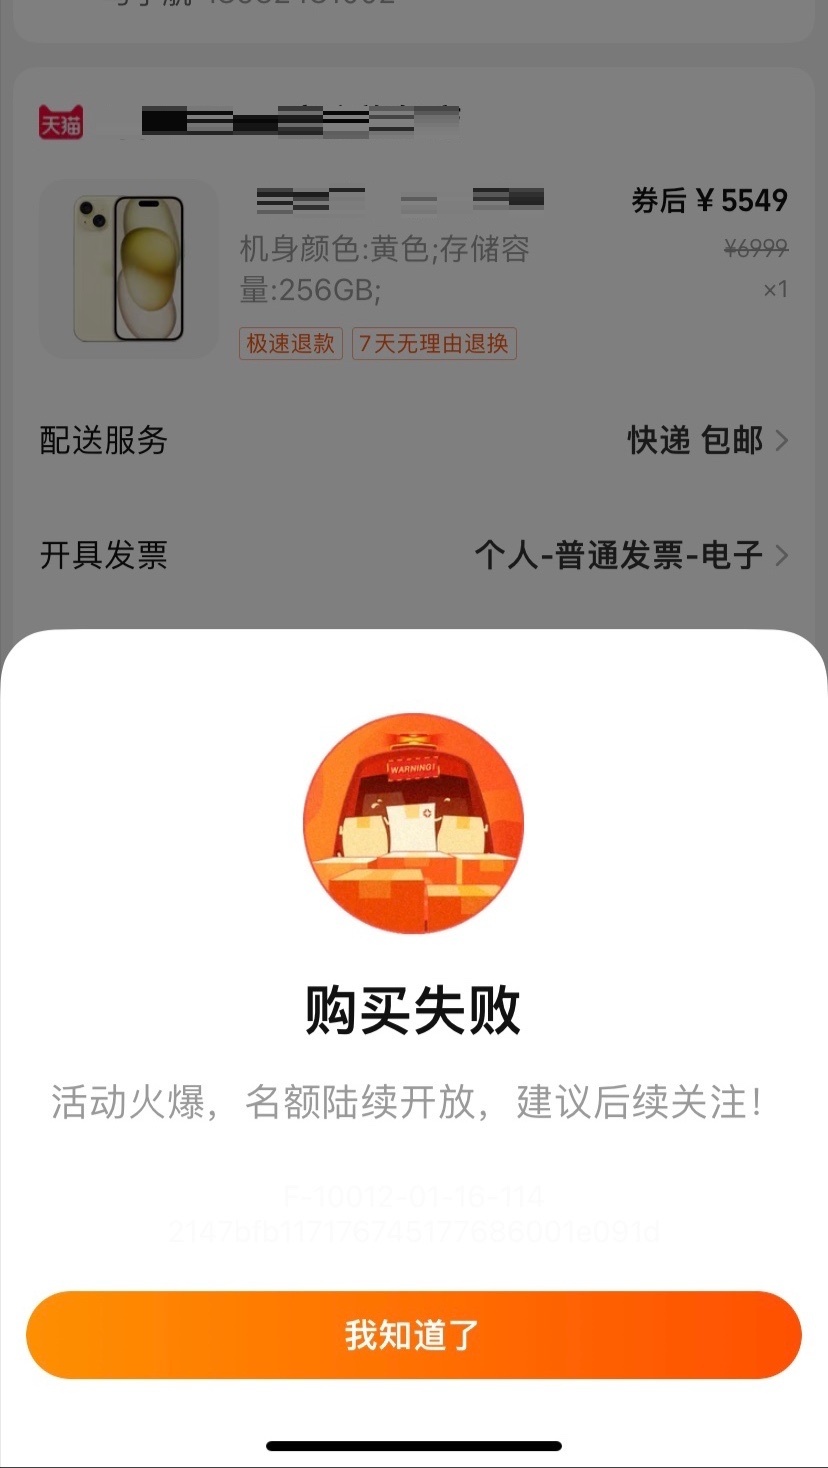 天猫
券后 ¥ 5549
机身颜色:黄色;存储容
¥6999
量:256GB;
×1
极速退款 7天无理由退换
配送服务 快递 包邮
开具发票 个人-普通发票-电子
WARNING!
购买失败
活动火爆，名额陆续开放，建议后续关注！
F-10012-01-16-114
我知道了